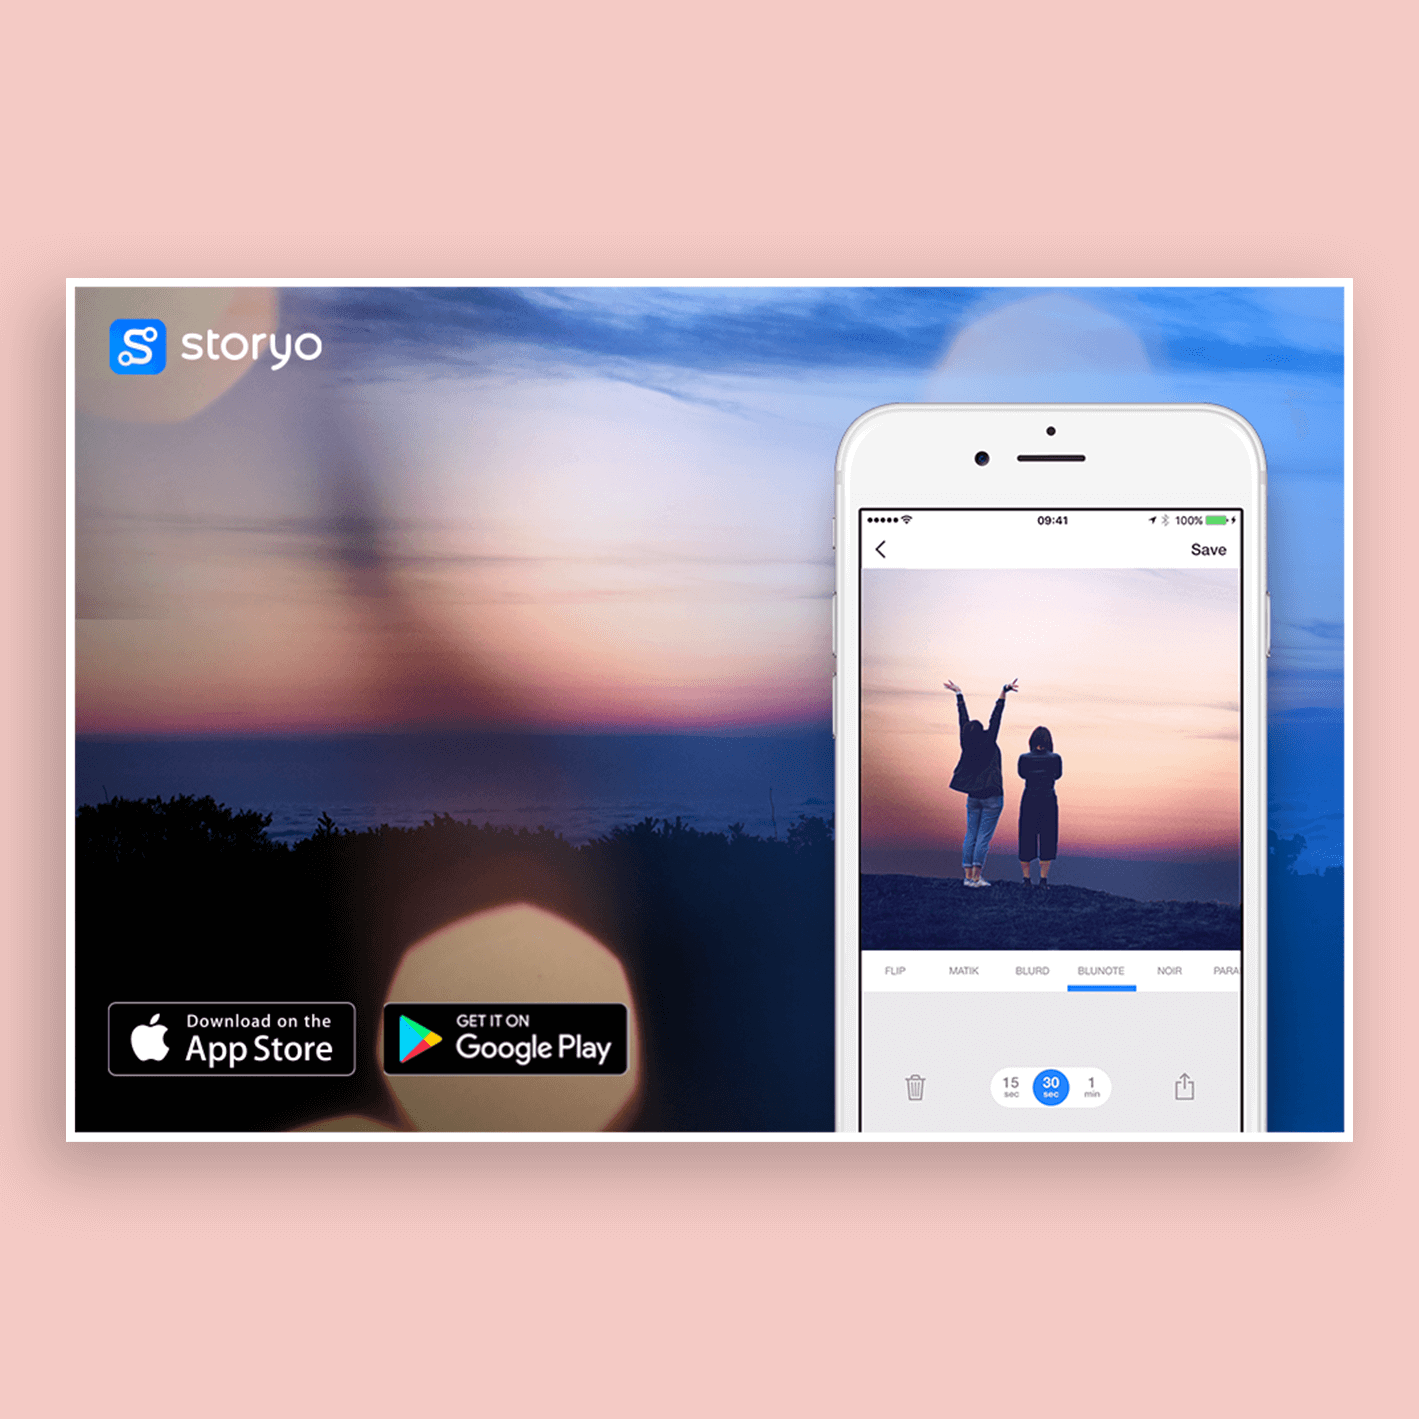 storyo
09:41
100%
Save
FLIP MATIK BLURD BLUNOTE NOIR PARA
15 sec 30 sec 1 min
Download on the
App Store
GET IT ON
Google Play